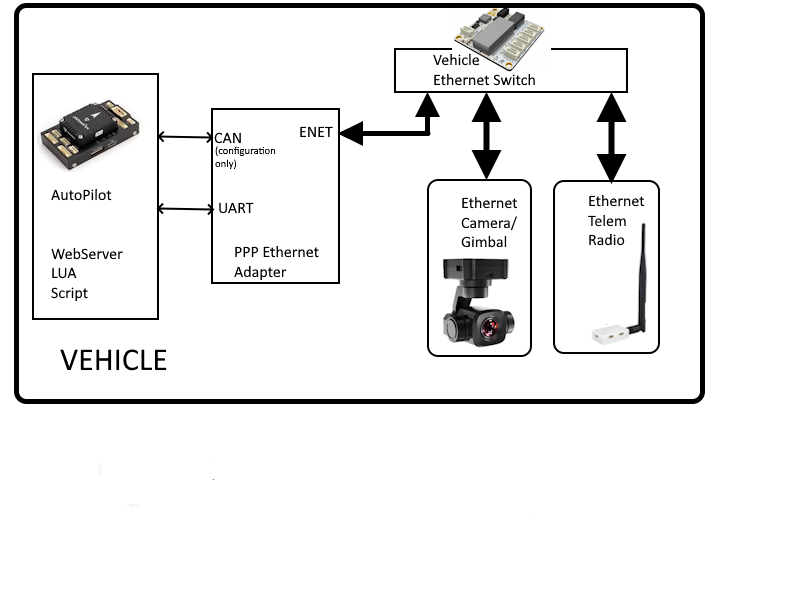 Vehicle
Ethernet Switch
CAN
(configuration
only)
ENET
UART
PPP Ethernet
Adapter
AutoPilot
WebServer
LUA
Script
Ethernet
Camera/
Gimbal
Ethernet
Telem
Radio
VEHICLE